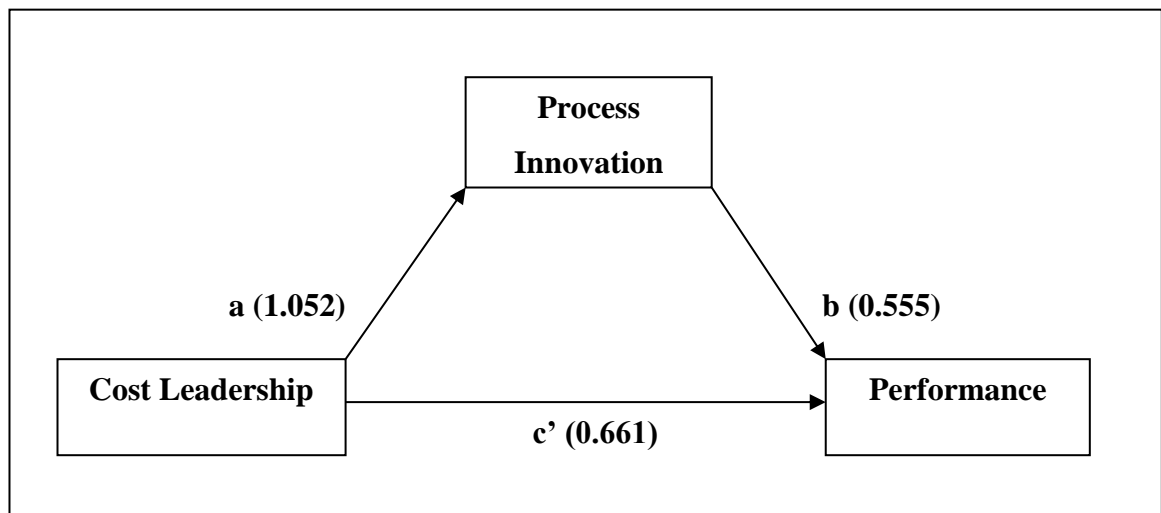 Process
Innovation
a (1.052)
b (0.555)
Cost Leadership
Performance
c’ (0.661)